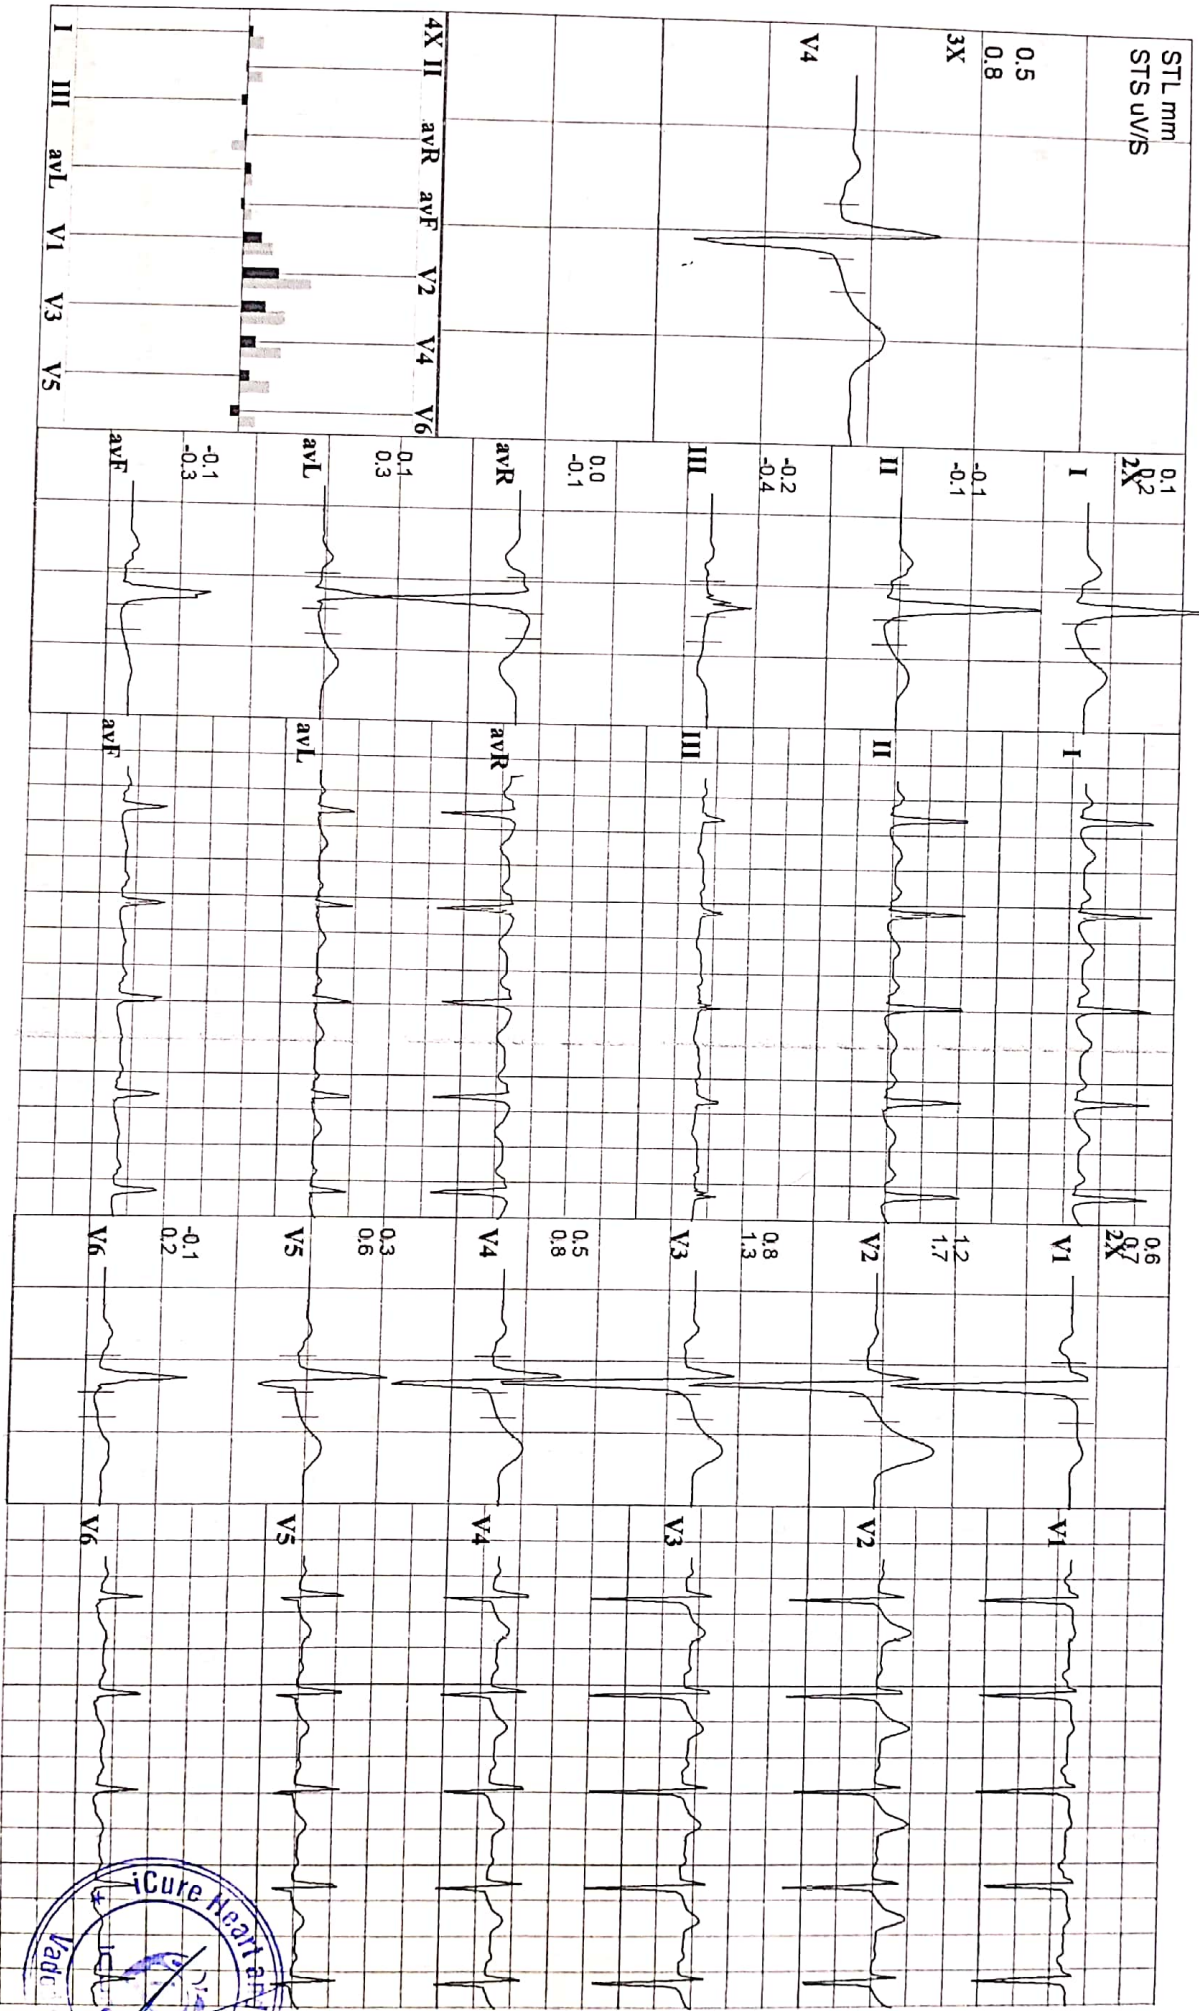 STL mm
STS uV/S
0.5
0.8
3X
V4
4X II avR avF V2 V4 V6
I III avL V1 V3 V5
0.1
0.2
2X
I
-0.1
-0.1
II
-0.2
-0.4
III
0.0
-0.1
avR
0.1
0.3
avL
-0.1
-0.3
avF
I
II
III
avR
avL
avF
0.6
0.7
2X
V1
1.2
1.7
V2
0.8
1.3
V3
0.5
0.8
V4
0.3
0.6
V5
-0.1
0.2
V6
V1
V2
V3
V4
V5
V6
iCure Heart